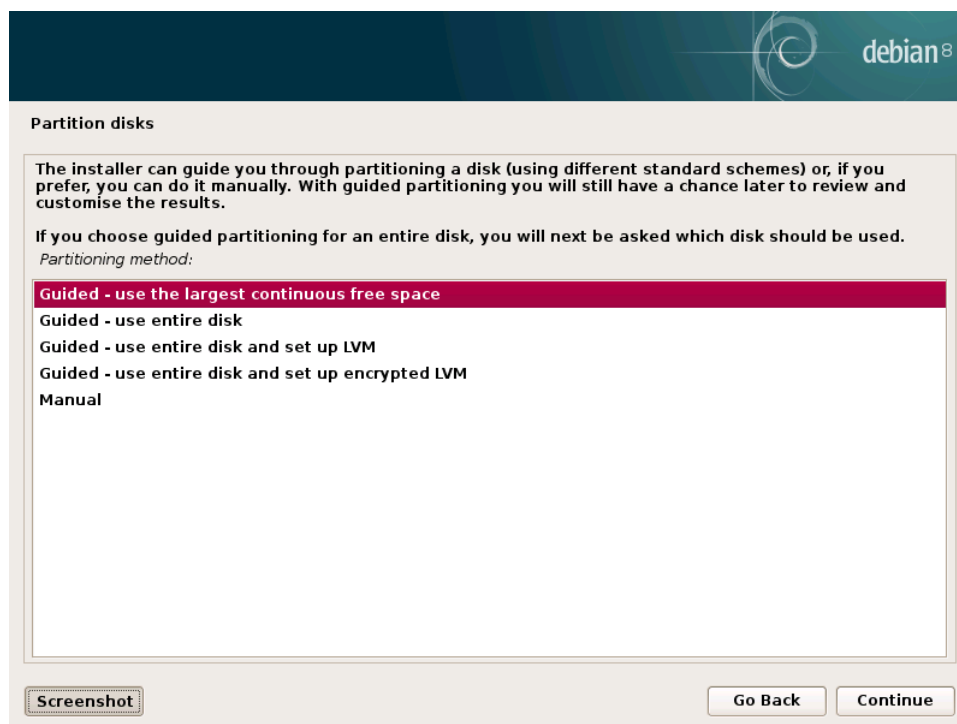 debian 8
Partition disks
The installer can guide you through partitioning a disk (using different standard schemes) or, if you
prefer, you can do it manually. With guided partitioning you will still have a chance later to review and
customise the results.
If you choose guided partitioning for an entire disk, you will next be asked which disk should be used.
Partitioning method:
Guided - use the largest continuous free space
Guided - use entire disk
Guided - use entire disk and set up LVM
Guided - use entire disk and set up encrypted LVM
Manual
Screenshot
Go Back
Continue